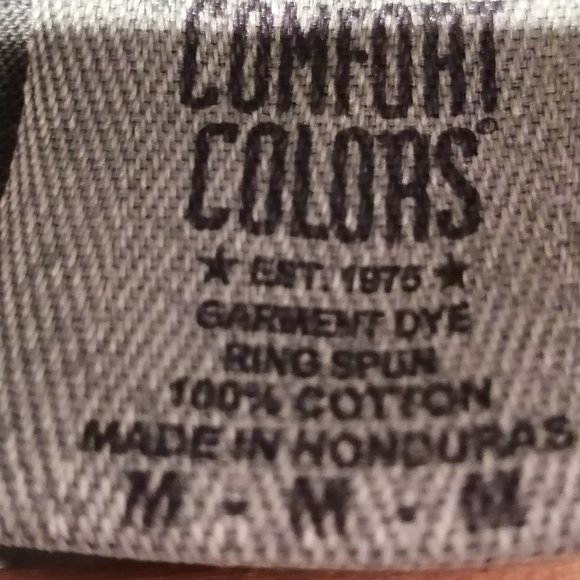 COMFORT
COLORS®
★ EST. 1975 ★
GARMENT DYE
RING SPUN
100% COTTON
MADE IN HONDURAS
M - M - M